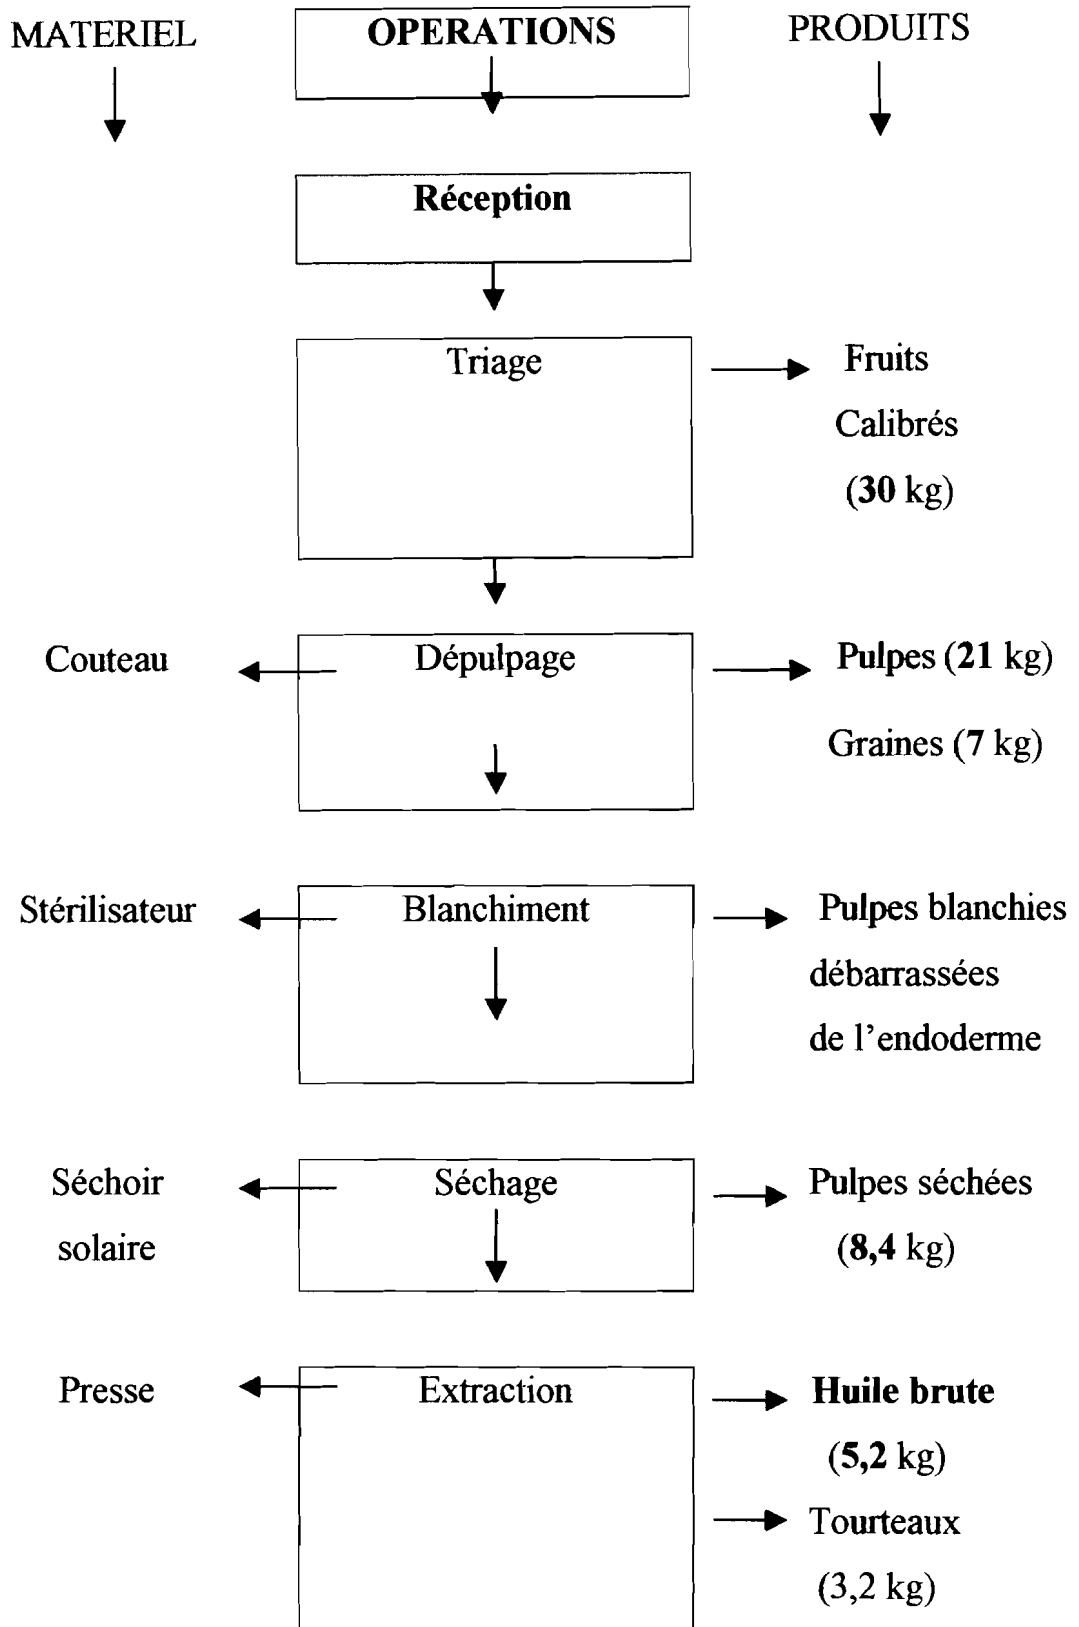 MATERIEL
OPERATIONS
PRODUITS
Réception
Triage
Fruits
Calibrés
(30 kg)
Couteau
Dépulpage
Pulpes (21 kg)
Graines (7 kg)
Stérilisateur
Blanchiment
Pulpes blanchies
débarrassées
de l'endoderme
Séchoir
solaire
Séchage
Pulpes séchées
(8,4 kg)
Presse
Extraction
Huile brute
(5,2 kg)
Tourteaux
(3,2 kg)